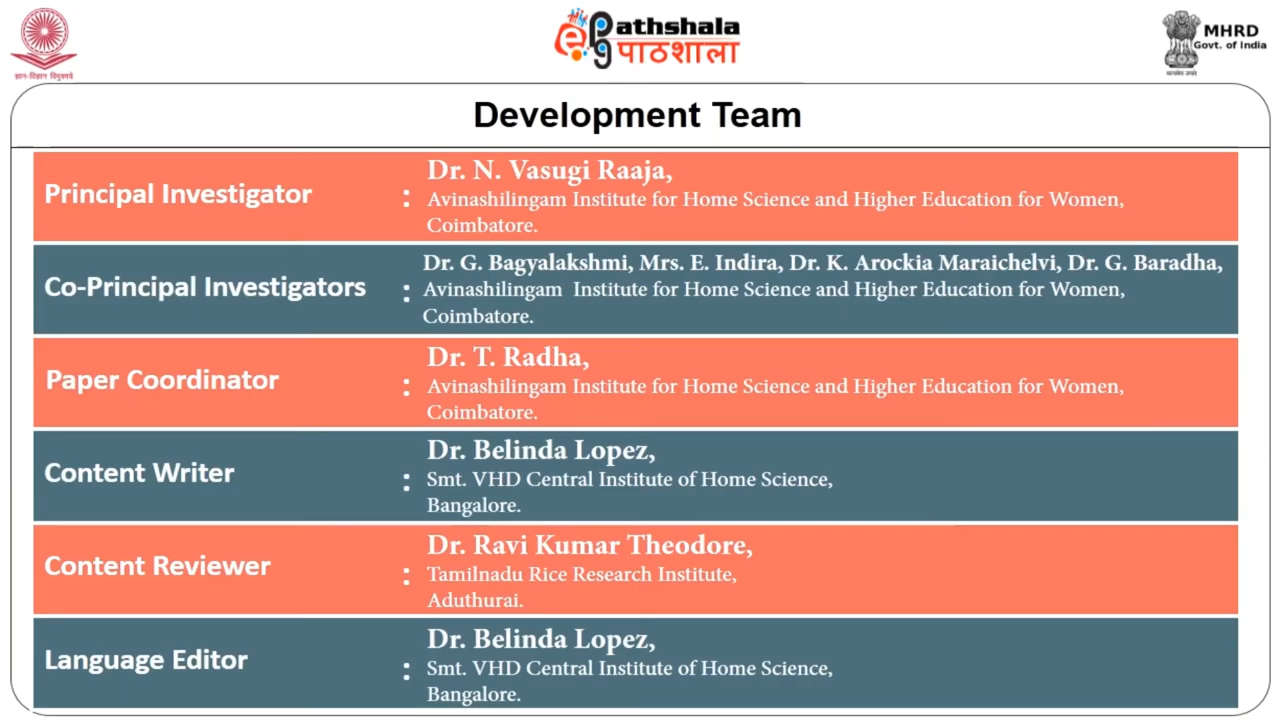 ज्ञान-विज्ञान विमुक्तये
ePathshala
पाठशाला
MHRD
Govt. of India
सत्यमेव जयते
Development Team
Principal Investigator
:
Dr. N. Vasugi Raaja,
Avinashilingam Institute for Home Science and Higher Education for Women,
Coimbatore.
Co-Principal Investigators
:
Dr. G. Bagyalakshmi, Mrs. E. Indira, Dr. K. Arockia Maraichelvi, Dr. G. Baradha,
Avinashilingam Institute for Home Science and Higher Education for Women,
Coimbatore.
Paper Coordinator
:
Dr. T. Radha,
Avinashilingam Institute for Home Science and Higher Education for Women,
Coimbatore.
Content Writer
:
Dr. Belinda Lopez,
Smt. VHD Central Institute of Home Science,
Bangalore.
Content Reviewer
:
Dr. Ravi Kumar Theodore,
Tamilnadu Rice Research Institute,
Aduthurai.
Language Editor
:
Dr. Belinda Lopez,
Smt. VHD Central Institute of Home Science,
Bangalore.